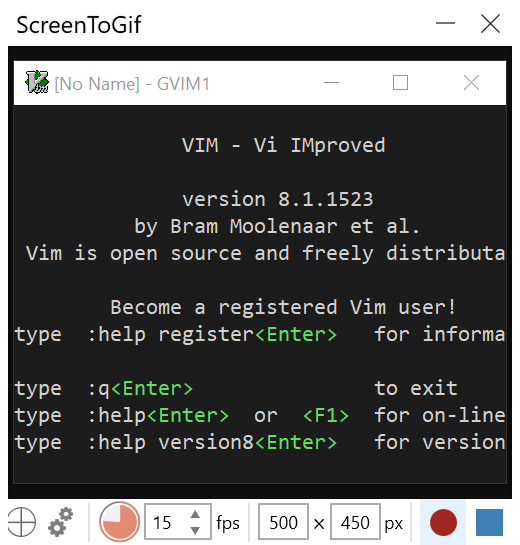 ScreenToGif
[No Name] - GVIM1
VIM - Vi IMproved
version 8.1.1523
by Bram Moolenaar et al.
Vim is open source and freely distributa
Become a registered Vim user!
type  :help register<Enter>   for informa
type  :q<Enter>               to exit
type  :help<Enter>  or  <F1>  for on-line
type  :help version8<Enter>   for version
15 fps 500 x 450 px